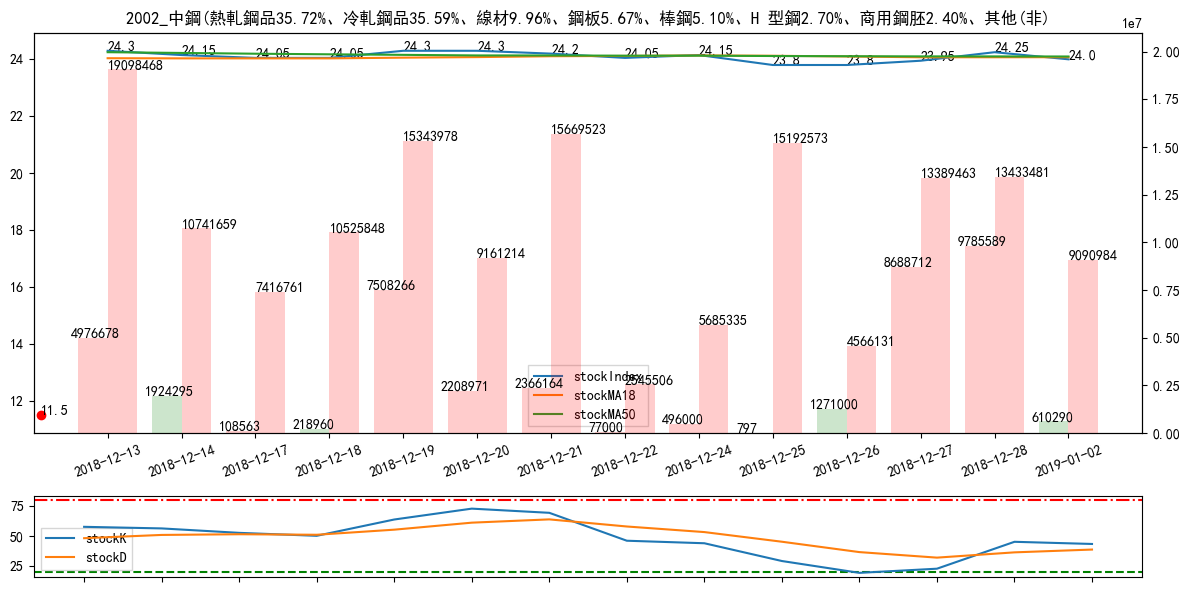 2002_中鋼(熱軋鋼品35.72%、冷軋鋼品35.59%、線材9.96%、鋼板5.67%、棒鋼5.10%、H 型鋼2.70%、商用鋼胚2.40%、其他(非)
1e7
24.3 24.15 24.05 24.05 24.3 24.3 24.2 24.05 24.15 23.8 23.8 23.95 24.25 24.0
24 22 20 18 16 14 12
2.00 1.75 1.50 1.25 1.00 0.75 0.50 0.25 0.00
19098468 10741659 7416761 10525848 15343978 9161214 15669523 2545506 5685335 15192573 4566131 13389463 13433481 9090984
4976678 1924295 108563 218960 7508266 2208971 2366164 77000 496000 797 1271000 8688712 9785589 610290
11.5
stockIndex
stockMA18
stockMA50
2018-12-13 2018-12-14 2018-12-17 2018-12-18 2018-12-19 2018-12-20 2018-12-21 2018-12-22 2018-12-24 2018-12-25 2018-12-26 2018-12-27 2018-12-28 2019-01-02
75
50
25
stockK
stockD